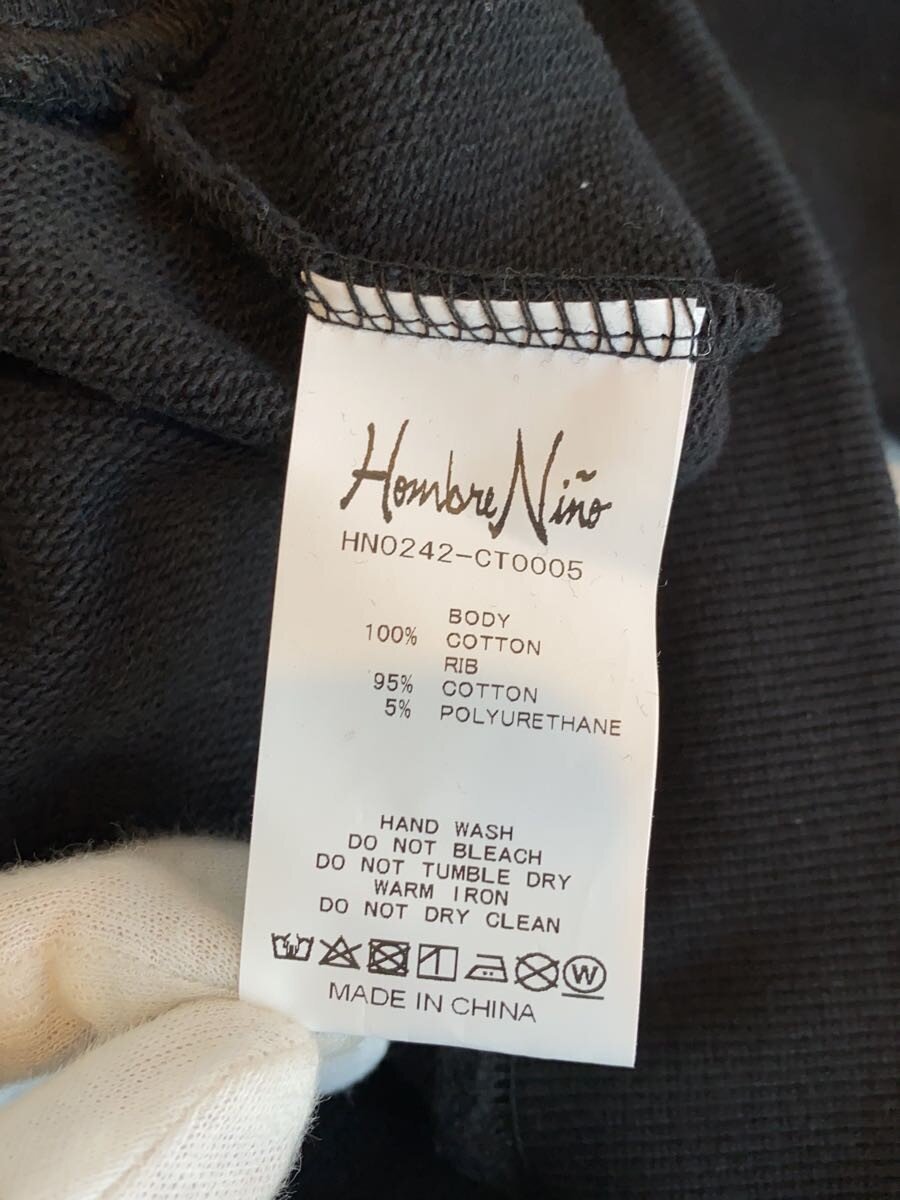 Hombre Niño
HN0242-CT0005
BODY
100% COTTON
RIB
95% COTTON
5% POLYURETHANE
HAND WASH
DO NOT BLEACH
DO NOT TUMBLE DRY
WARM IRON
DO NOT DRY CLEAN
W
MADE IN CHINA